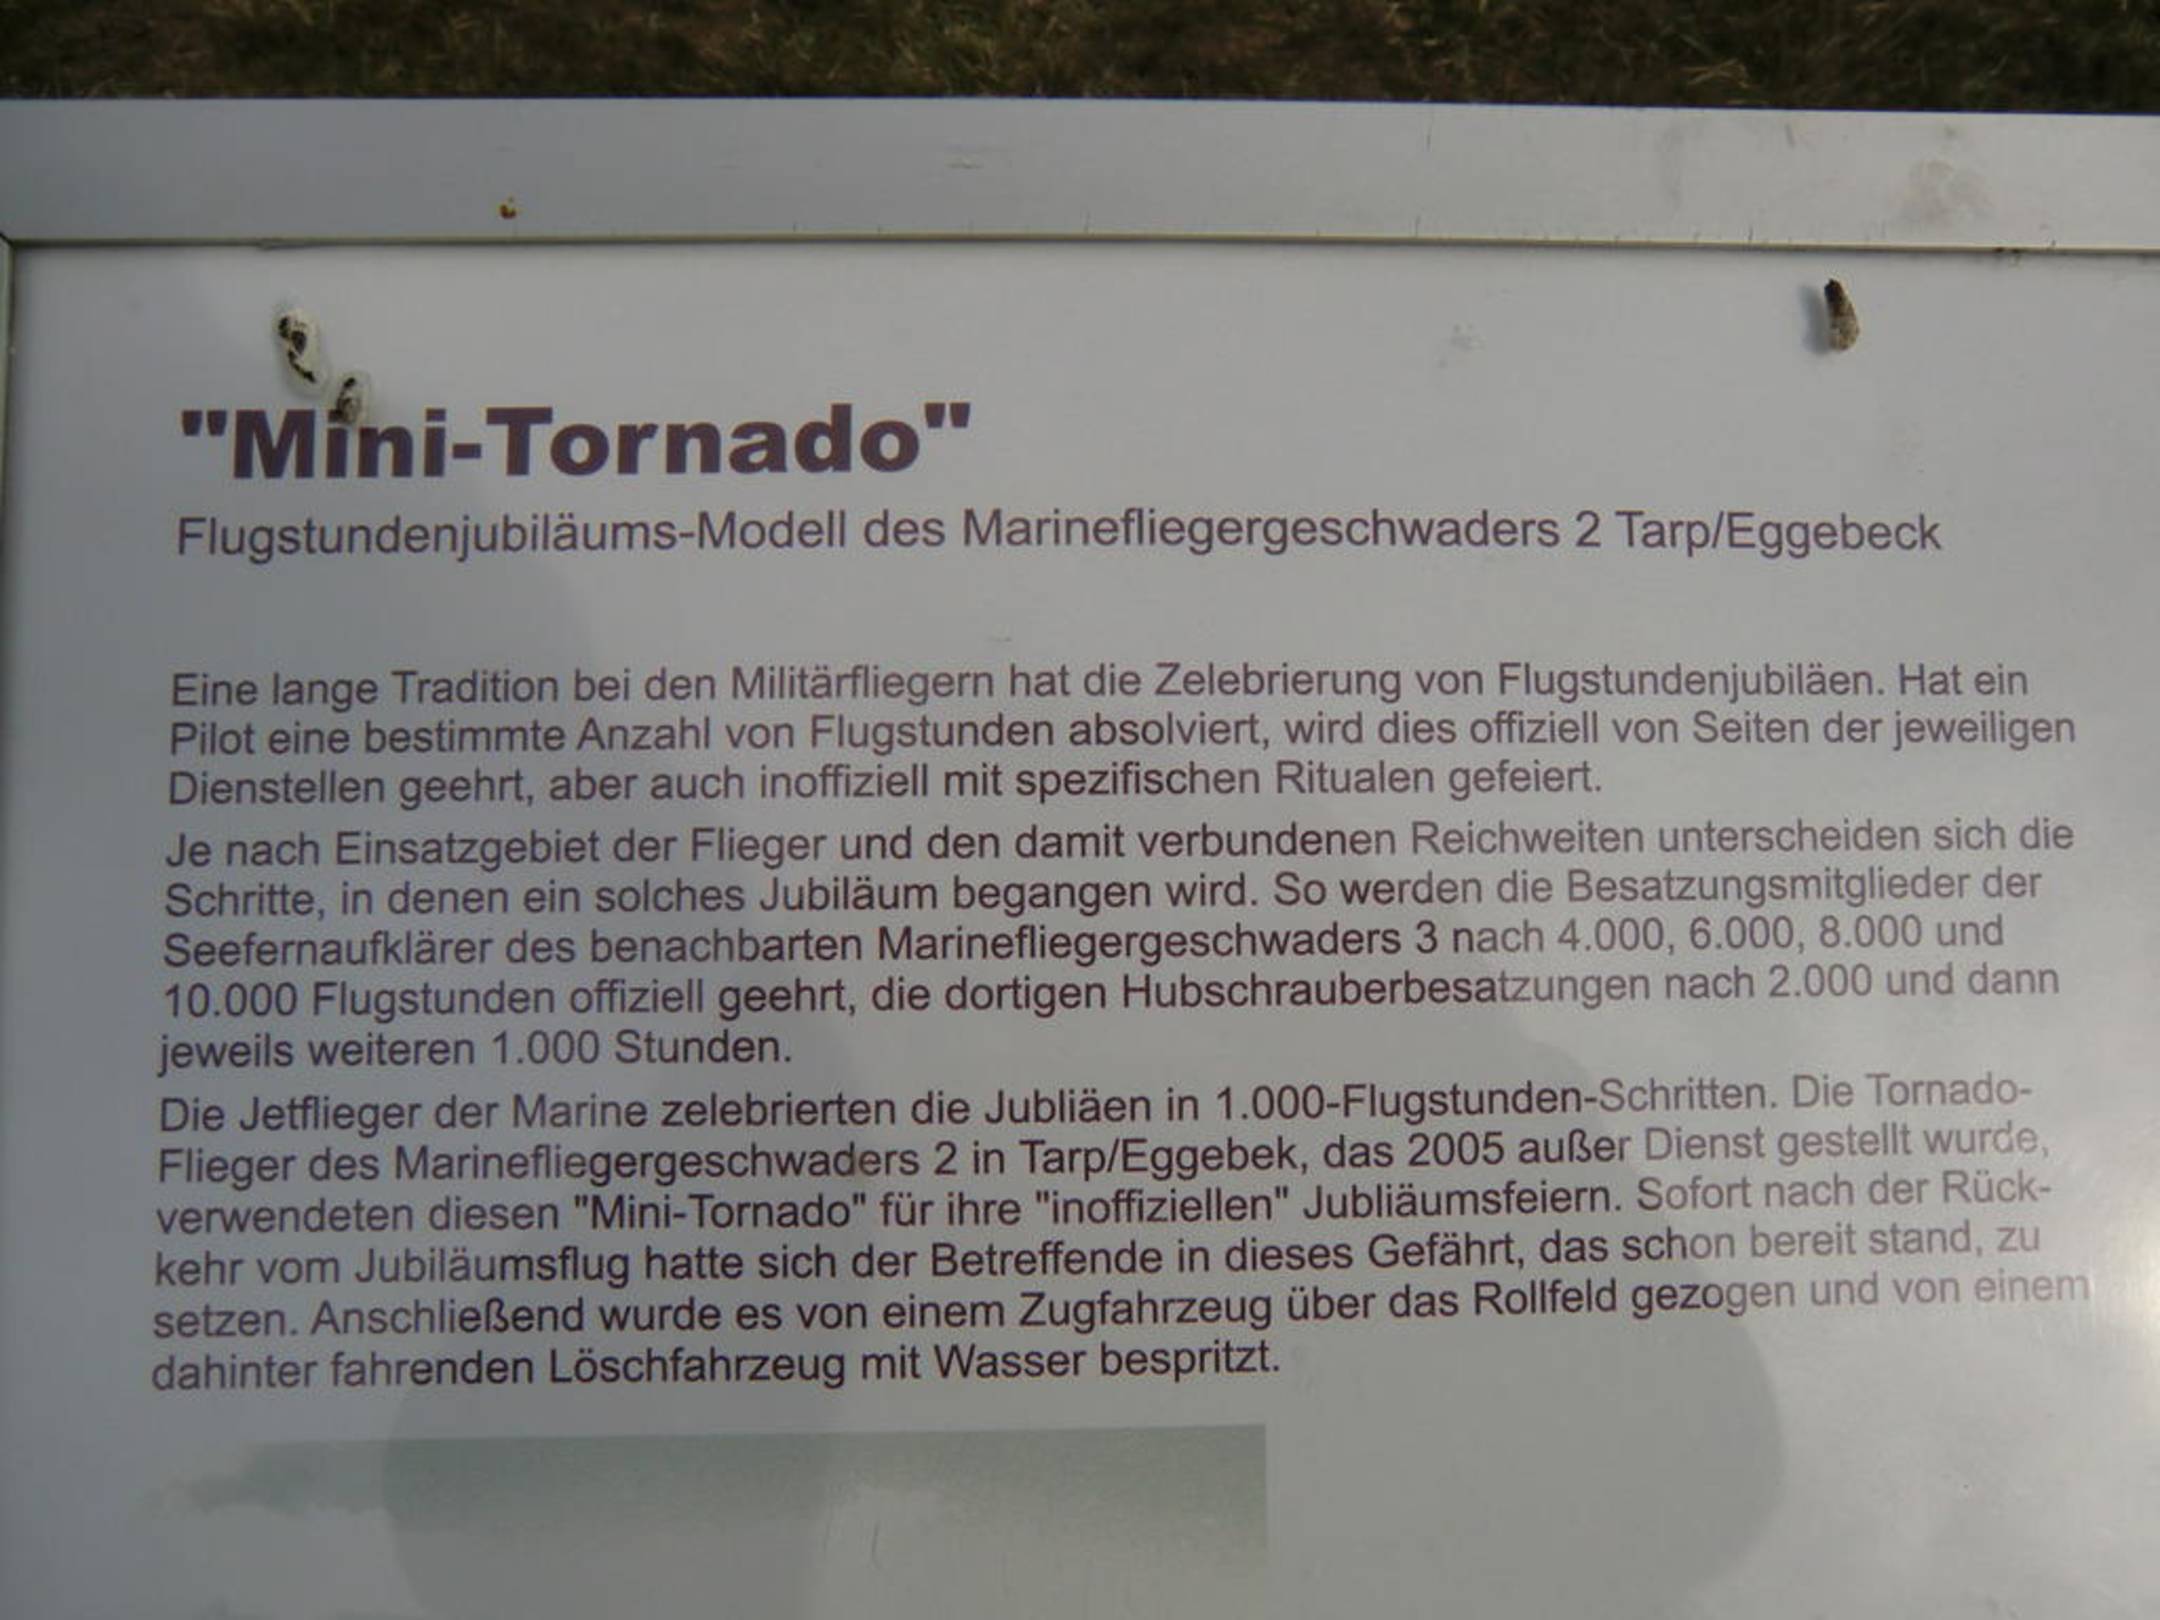 "Mini-Tornado"
Flugstundenjubiläums-Modell des Marinefliegergeschwaders 2 Tarp/Eggebeck
Eine lange Tradition bei den Militärfliegern hat die Zelebrierung von Flugstundenjubiläen. Hat ein
Pilot eine bestimmte Anzahl von Flugstunden absolviert, wird dies offiziell von Seiten der jeweiligen
Dienstellen geehrt, aber auch inoffiziell mit spezifischen Ritualen gefeiert.
Je nach Einsatzgebiet der Flieger und den damit verbundenen Reichweiten unterscheiden sich die
Schritte, in denen ein solches Jubiläum begangen wird. So werden die Besatzungsmitglieder der
Seefernaufklärer des benachbarten Marinefliegergeschwaders 3 nach 4.000, 6.000, 8.000 und
10.000 Flugstunden offiziell geehrt, die dortigen Hubschrauberbesatzungen nach 2.000 und dann
jeweils weiteren 1.000 Stunden.
Die Jetflieger der Marine zelebrierten die Jubliäen in 1.000-Flugstunden-Schritten. Die Tornado-
Flieger des Marinefliegergeschwaders 2 in Tarp/Eggebek, das 2005 außer Dienst gestellt wurde,
verwendeten diesen "Mini-Tornado" für ihre "inoffiziellen" Jubliäumsfeiern. Sofort nach der Rück-
kehr vom Jubiläumsflug hatte sich der Betreffende in dieses Gefährt, das schon bereit stand, zu
setzen. Anschließend wurde es von einem Zugfahrzeug über das Rollfeld gezogen und von einem
dahinter fahrenden Löschfahrzeug mit Wasser bespritzt.